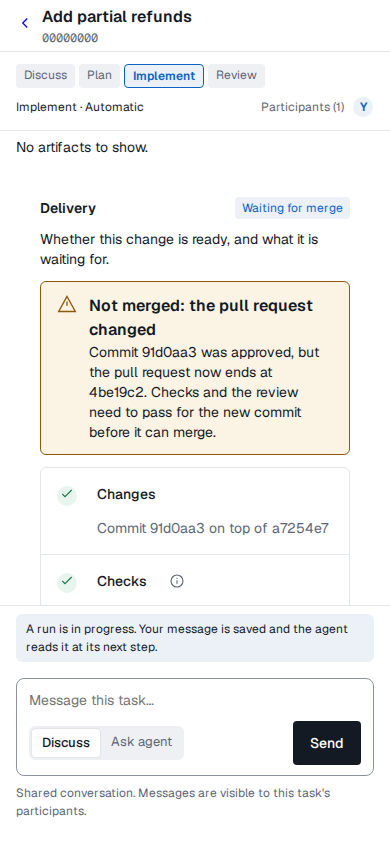 Add partial refunds
00000000
Discuss Plan Implement Review
Implement · Automatic Participants (1) Y
No artifacts to show.
Delivery Waiting for merge
Whether this change is ready, and what it is
waiting for.
Not merged: the pull request
changed
Commit 91d0aa3 was approved, but
the pull request now ends at
4be19c2. Checks and the review
need to pass for the new commit
before it can merge.
Changes
Commit 91d0aa3 on top of a7254e7
Checks
A run is in progress. Your message is saved and the agent
reads it at its next step.
Message this task...
Discuss Ask agent Send
Shared conversation. Messages are visible to this task's
participants.